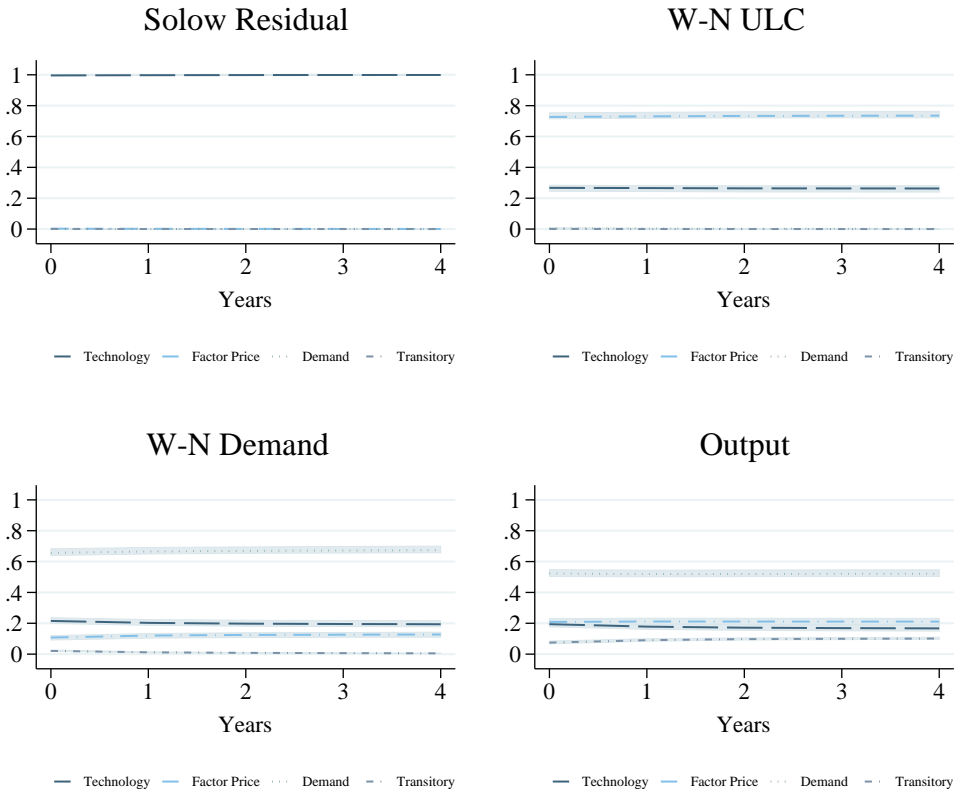 Solow Residual
1
.8
.6
.4
.2
0
0 1 2 3 4
Years
Technology Factor Price Demand Transitory
W-N ULC
1
.8
.6
.4
.2
0
0 1 2 3 4
Years
Technology Factor Price Demand Transitory
W-N Demand
1
.8
.6
.4
.2
0
0 1 2 3 4
Years
Technology Factor Price Demand Transitory
Output
1
.8
.6
.4
.2
0
0 1 2 3 4
Years
Technology Factor Price Demand Transitory